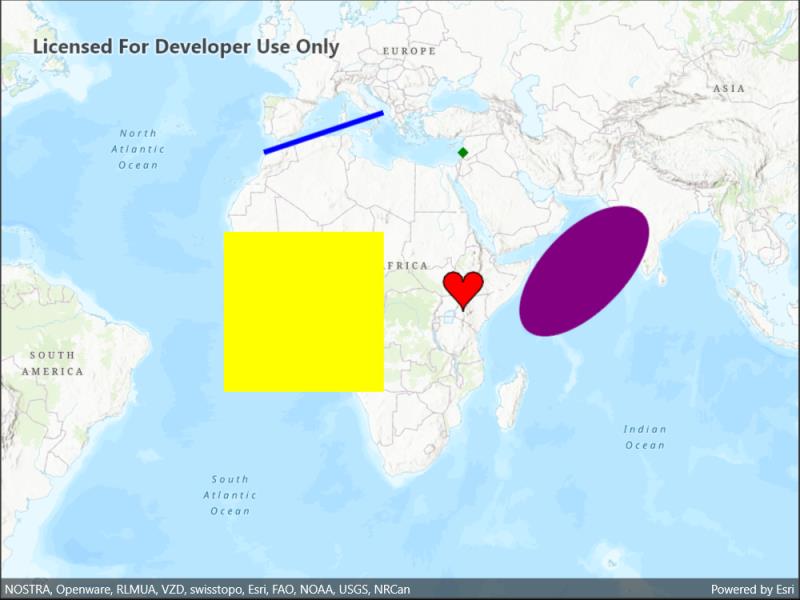 Licensed For Developer Use Only
EUROPE
ASIA
North
Atlantic
Ocean
FRICA
SOUTH
AMERICA
Indian
Ocean
South
Atlantic
Ocean
NOSTRA, Openware, RLMUA, VZD, swisstopo, Esri, FAO, NOAA, USGS, NRCan
Powered by Esri